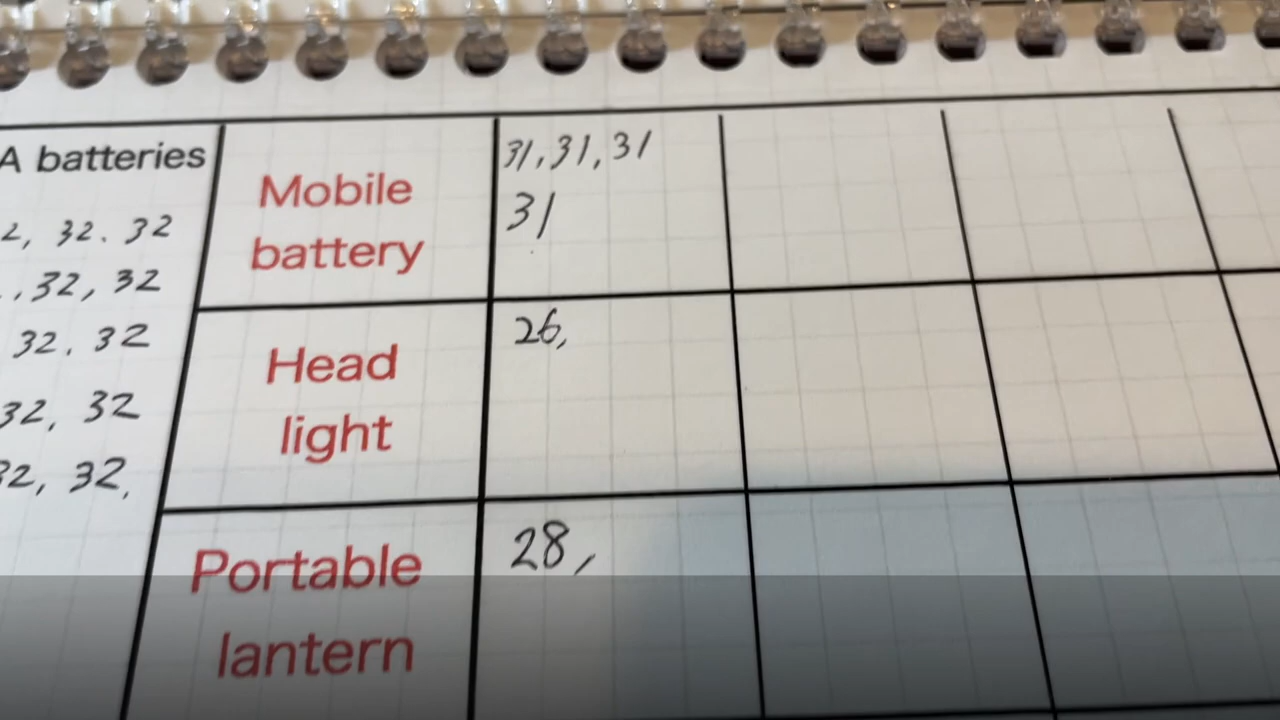 A batteries
2, 32. 32
, 32, 32
32. 32
32, 32
32, 32.
Mobile
battery
31, 31, 31
31
Head
light
26,
Portable
lantern
28,